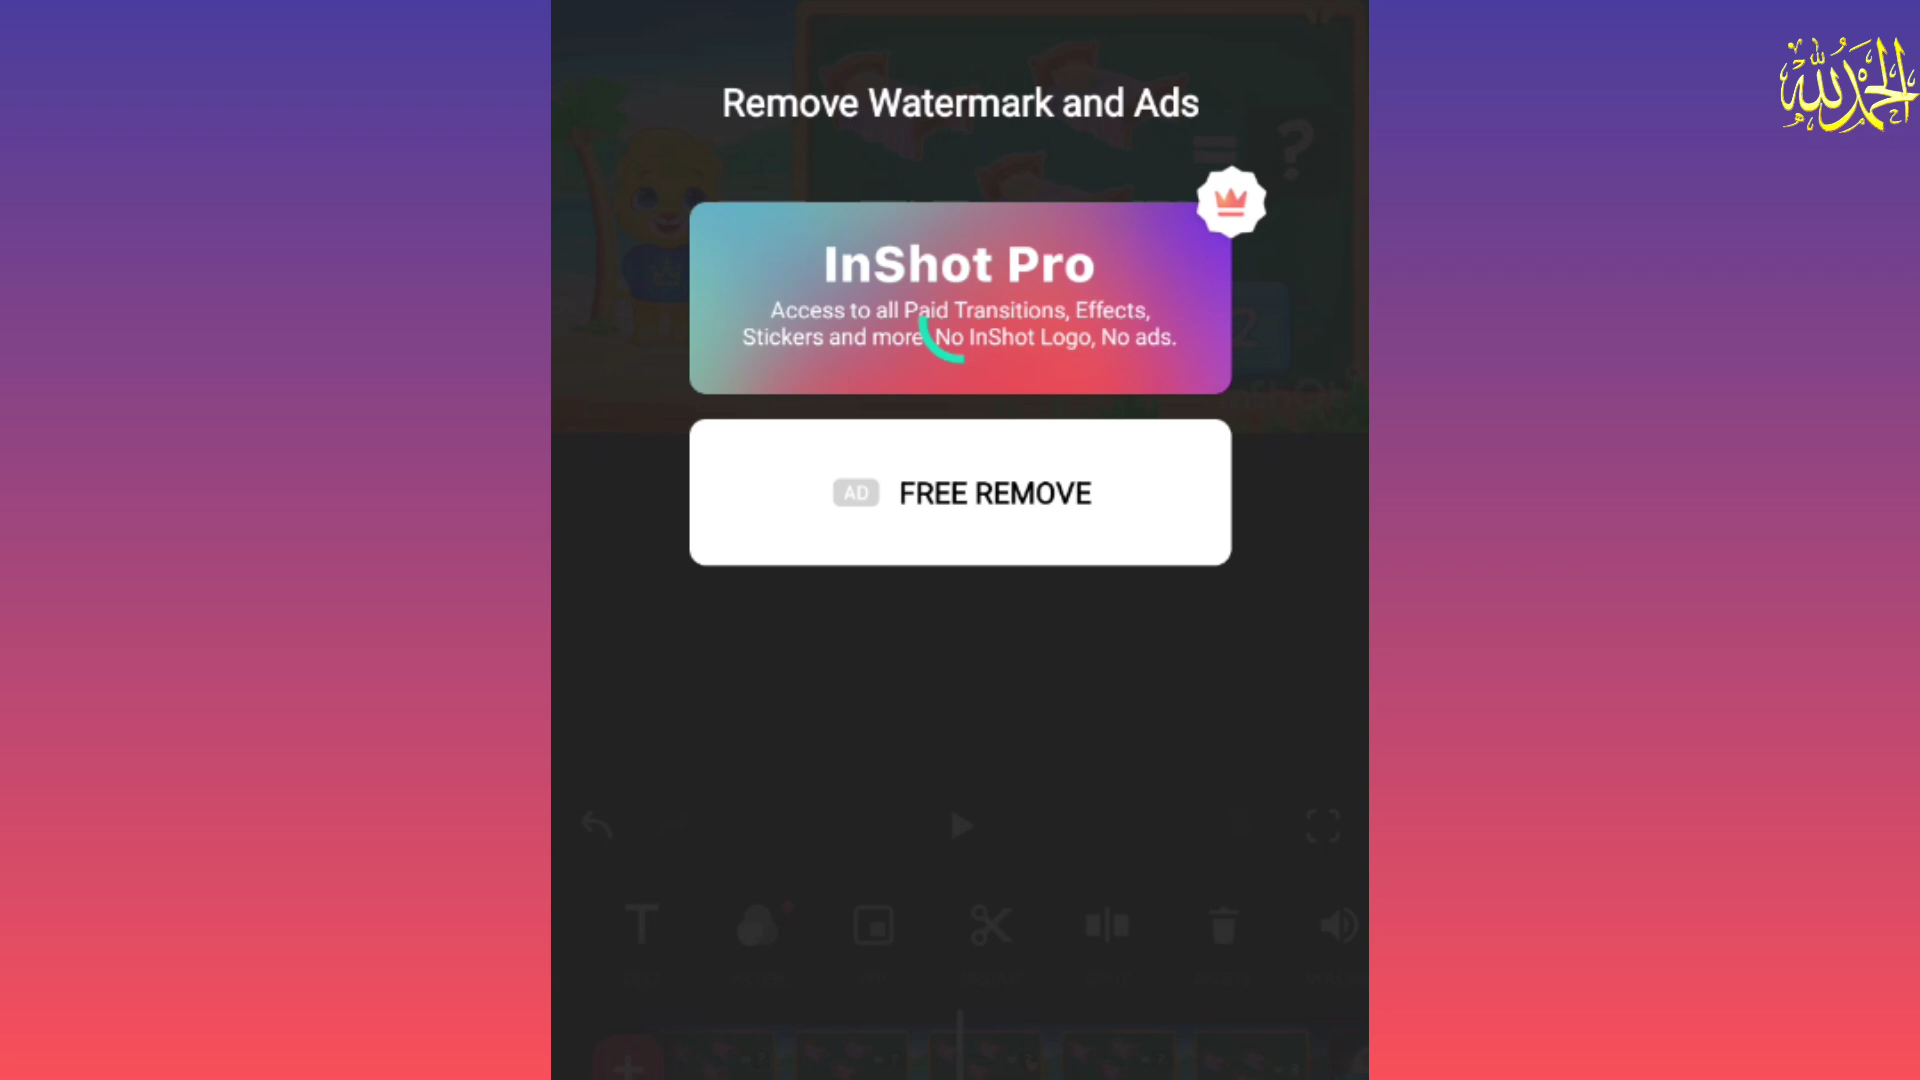 Remove Watermark and Ads
الحمد لله
InShot Pro
Access to all Paid Transitions, Effects,
Stickers and more. No InShot Logo, No ads.
AD FREE REMOVE
=
?
2